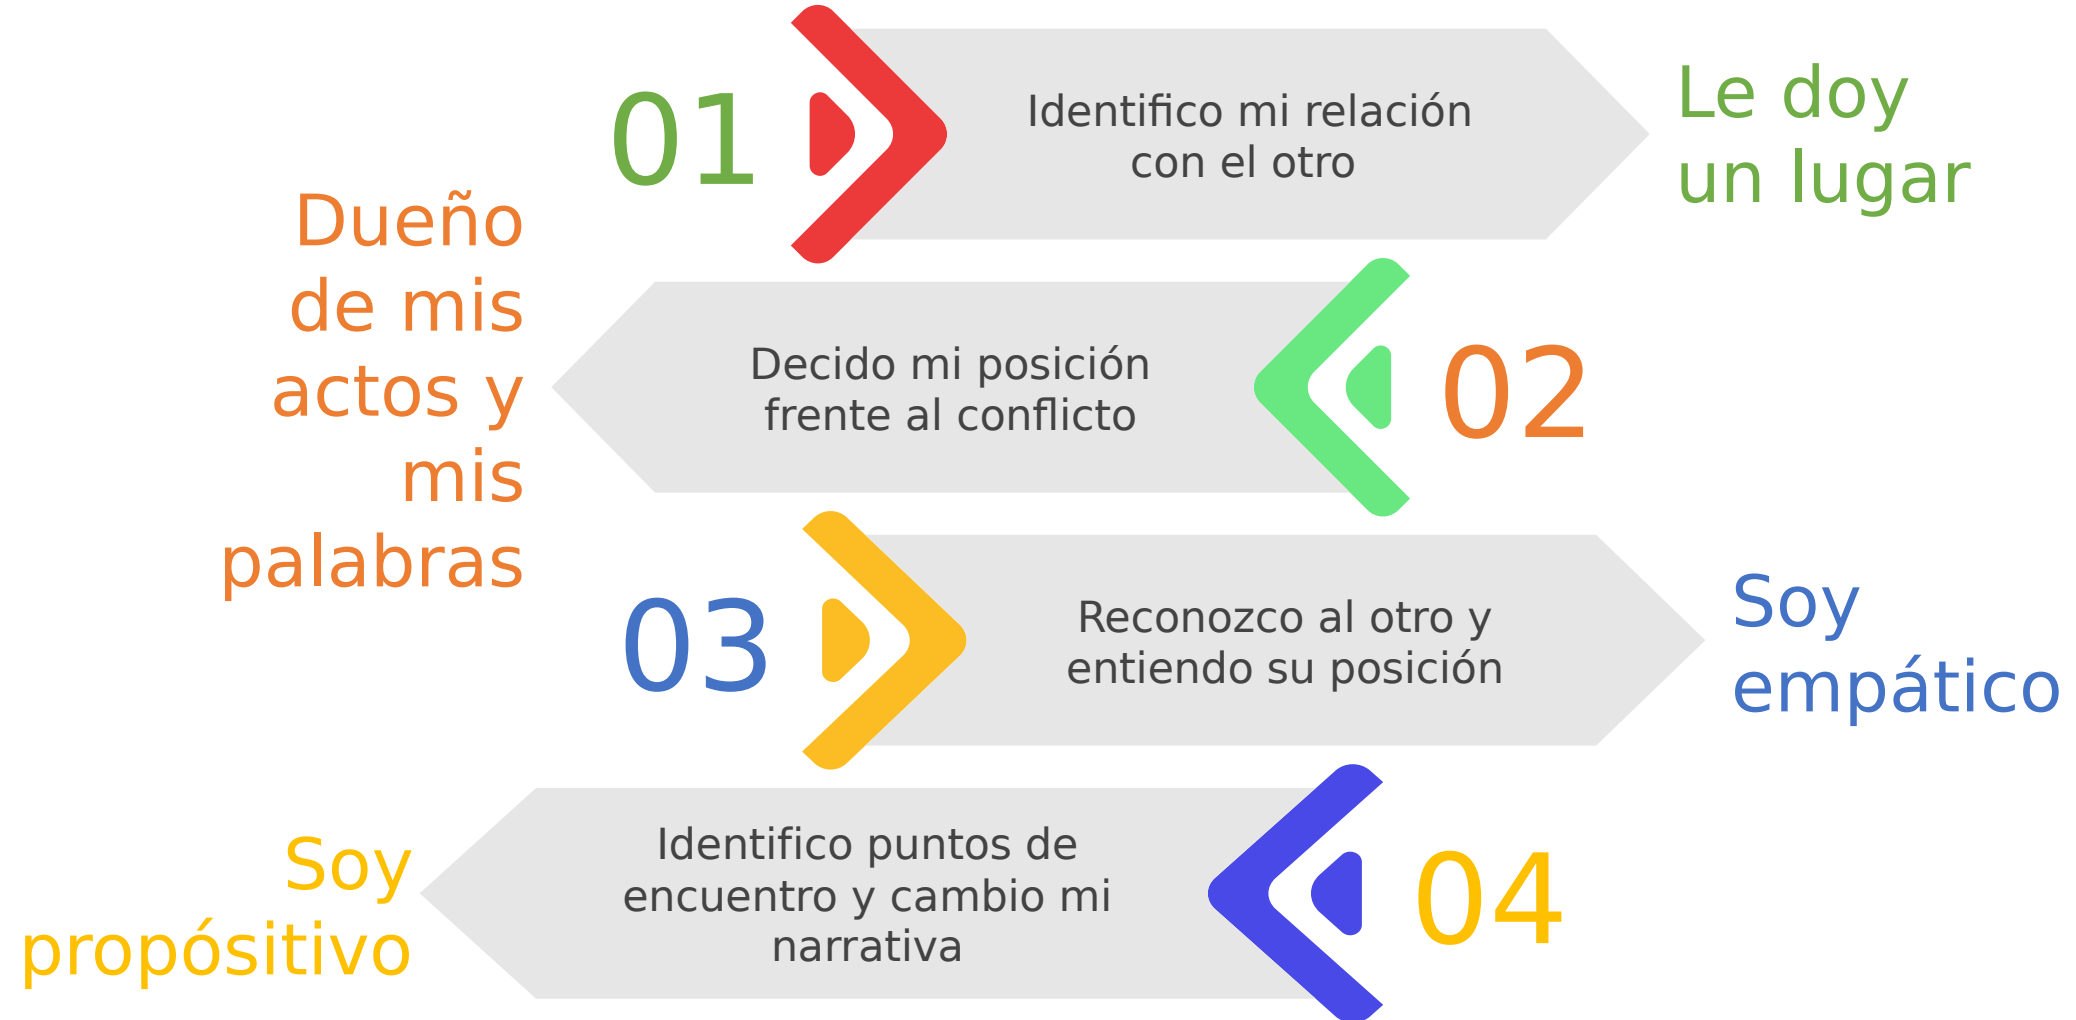 01
Identifico mi relación
con el otro
Le doy
un lugar
Dueño
de mis
actos y
mis
palabras
Decido mi posición
frente al conflicto
02
03
Reconozco al otro y
entiendo su posición
Soy
empático
Soy
propósitivo
Identifico puntos de
encuentro y cambio mi
narrativa
04